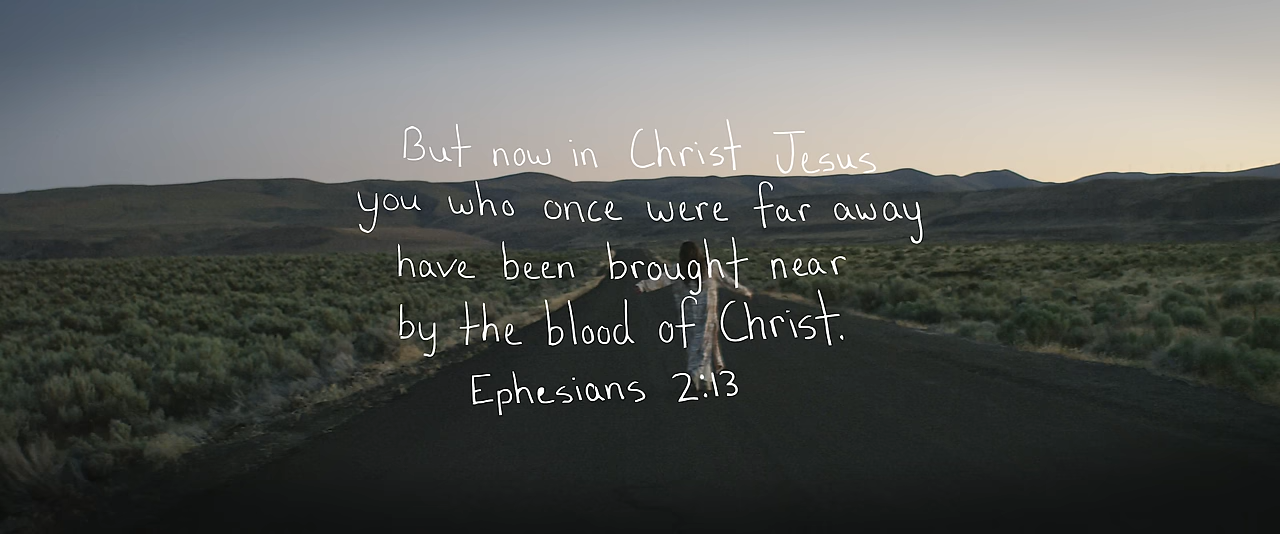 But now in Christ Jesus
you who once were far away
have been brought near
by the blood of Christ.
Ephesians 2:13